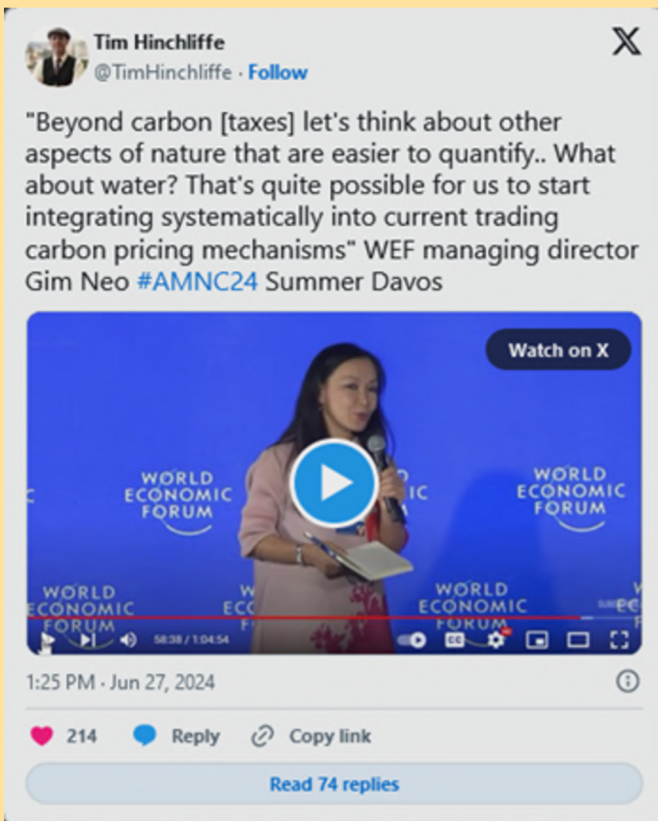 Tim Hinchliffe
@TimHinchliffe · Follow
"Beyond carbon [taxes] let's think about other
aspects of nature that are easier to quantify.. What
about water? That's quite possible for us to start
integrating systematically into current trading
carbon pricing mechanisms" WEF managing director
Gim Neo #AMNC24 Summer Davos
Watch on X
WORLD
ECONOMIC
FORUM
WORLD
ECONOMIC
FORUM
WORLD
ECONOMIC
FORUM
WORLD
ECONOMIC
FORUM
58:38 / 1:04:54
CC
1:25 PM · Jun 27, 2024
214
Reply
Copy link
Read 74 replies